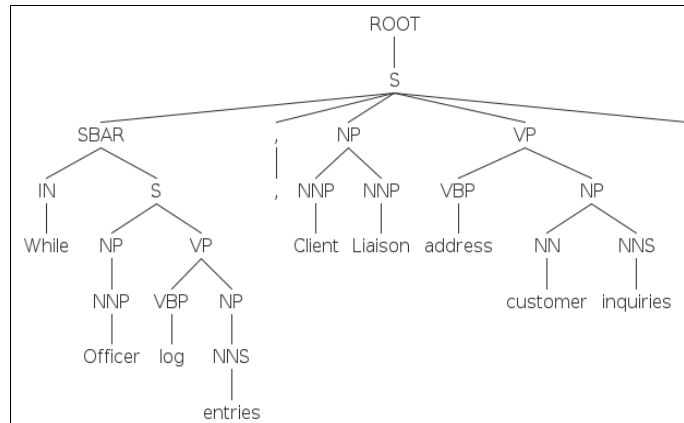 ROOT
S
SBAR , NP VP
IN S , NNP NNP VBP NP
While NP VP Client Liaison address NN NNS
NNP VBP NP customer inquiries
Officer log NNS
entries